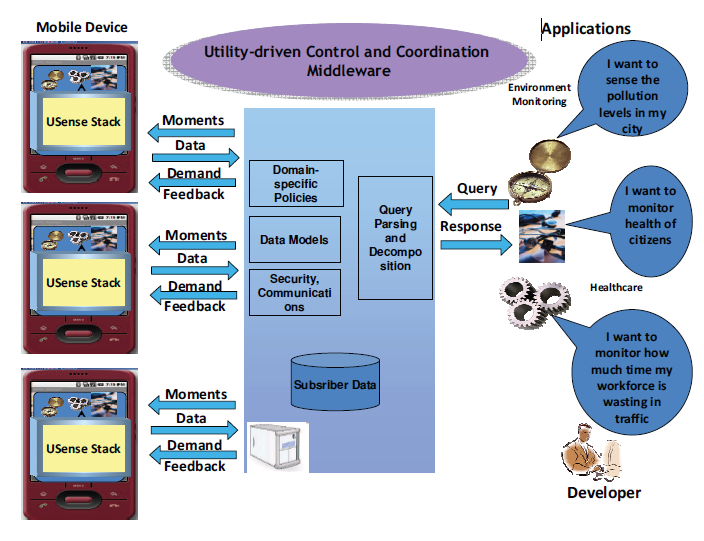 Mobile Device
Applications
Utility-driven Control and Coordination
Middleware
Environment
Monitoring
I want to
sense the
pollution
levels in my
city
USense Stack
Moments
Data
Demand
Feedback
Domain-
specific
Policies
Data Models
Security,
Communicati
ons
Query
Parsing
and
Decompo
sition
Query
Response
I want to
monitor
health of
citizens
Healthcare
USense Stack
Moments
Data
Demand
Feedback
I want to
monitor how
much time my
workforce is
wasting in
traffic
Subsriber Data
USense Stack
Moments
Data
Demand
Feedback
Developer